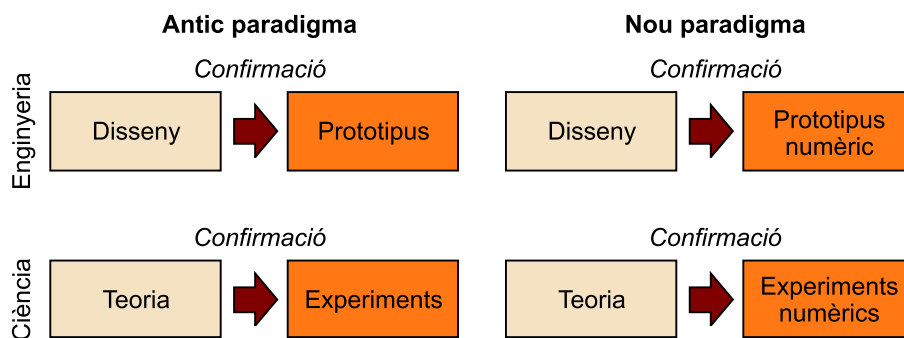 Antic paradigma
Nou paradigma
Enginyeria
Confirmació
Disseny
Prototipus
Confirmació
Disseny
Prototipus
numèric
Ciència
Confirmació
Teoria
Experiments
Confirmació
Teoria
Experiments
numèrics